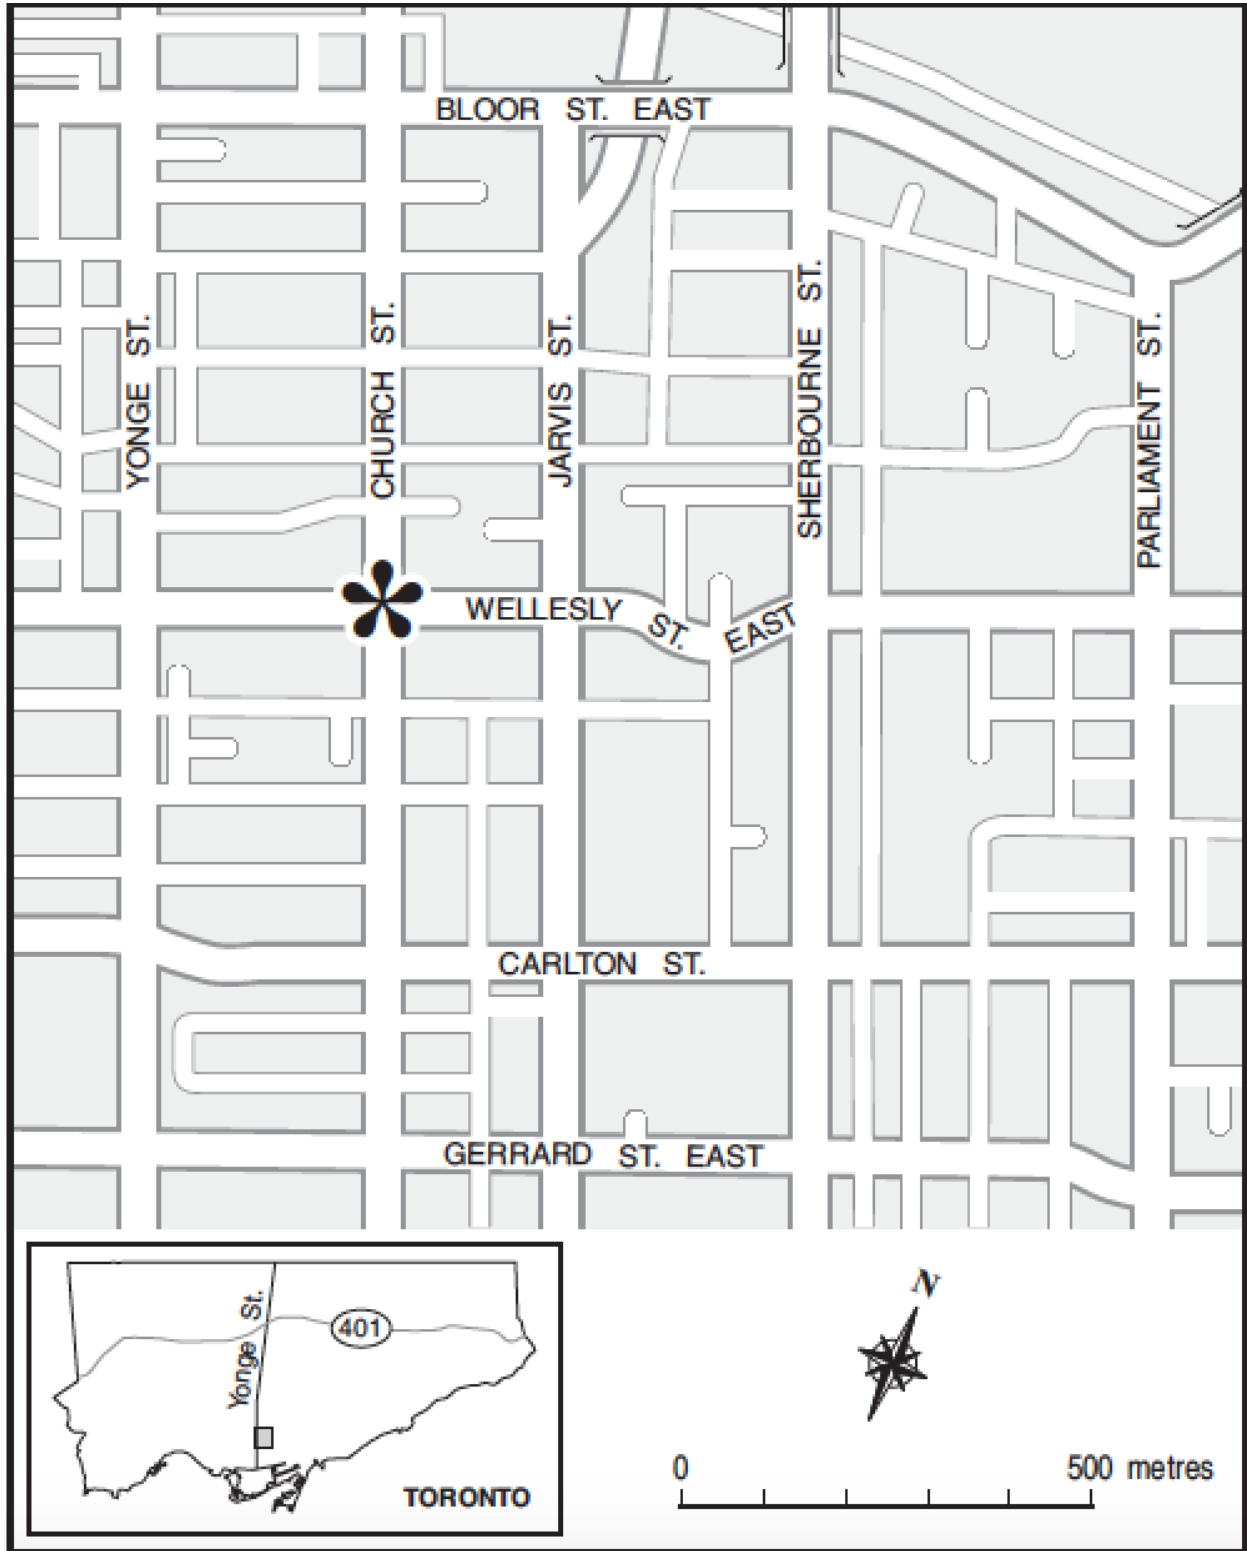 BLOOR ST. EAST
YONGE ST.
CHURCH ST.
JARVIS ST.
SHERBOURNE ST.
PARLIAMENT ST.
WELLESLY ST. EAST
CARLTON ST.
GERRARD ST. EAST
Yonge St.
401
TORONTO
N
0 500 metres